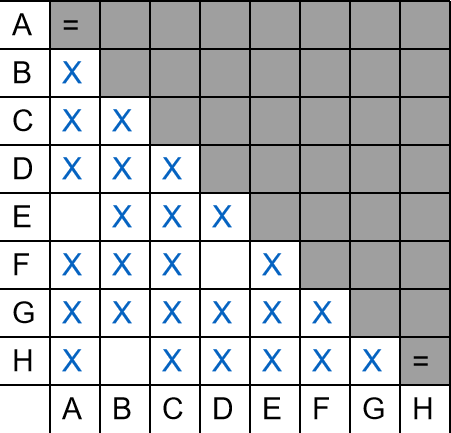 A =
B X
C X X
D X X X
E X X X
F X X X X
G X X X X X X
H X X X X X X =
A B C D E F G H